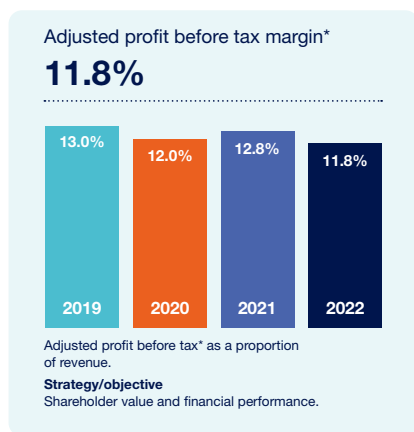 Adjusted profit before tax margin*
11.8%
13.0%
12.0%
12.8%
11.8%
2019
2020
2021
2022
Adjusted profit before tax* as a proportion
of revenue.
Strategy/objective
Shareholder value and financial performance.